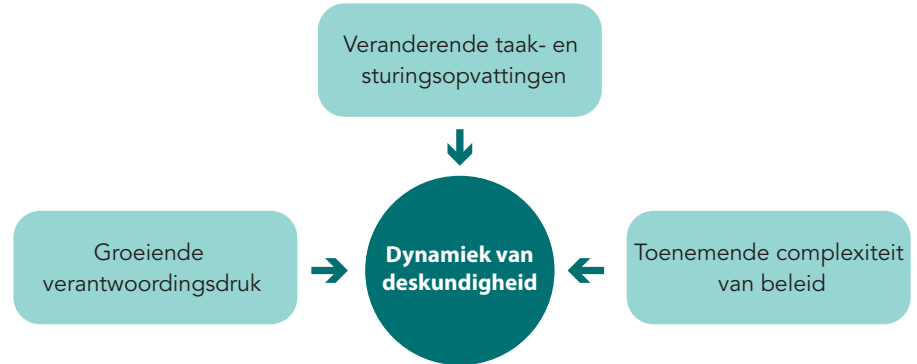 Veranderende taak- en
sturingsopvattingen
Groeiende
verantwoordingsdruk
Dynamiek van
deskundigheid
Toenemende complexiteit
van beleid